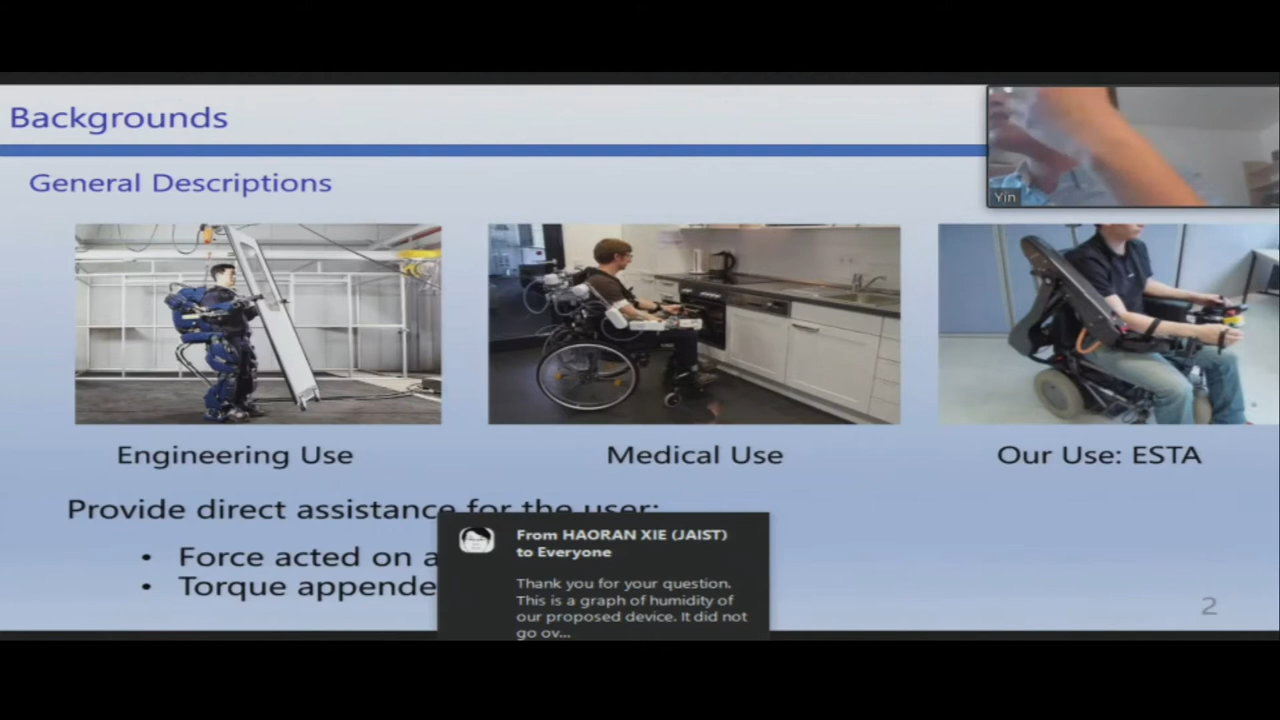 Backgrounds
Yin
General Descriptions
Engineering Use
Medical Use
Our Use: ESTA
Provide direct assistance for the user:
• Force acted on a
• Torque appende
From HAORAN XIE (JAIST)
to Everyone
Thank you for your question.
This is a graph of humidity of
our proposed device. It did not
go ov...
2